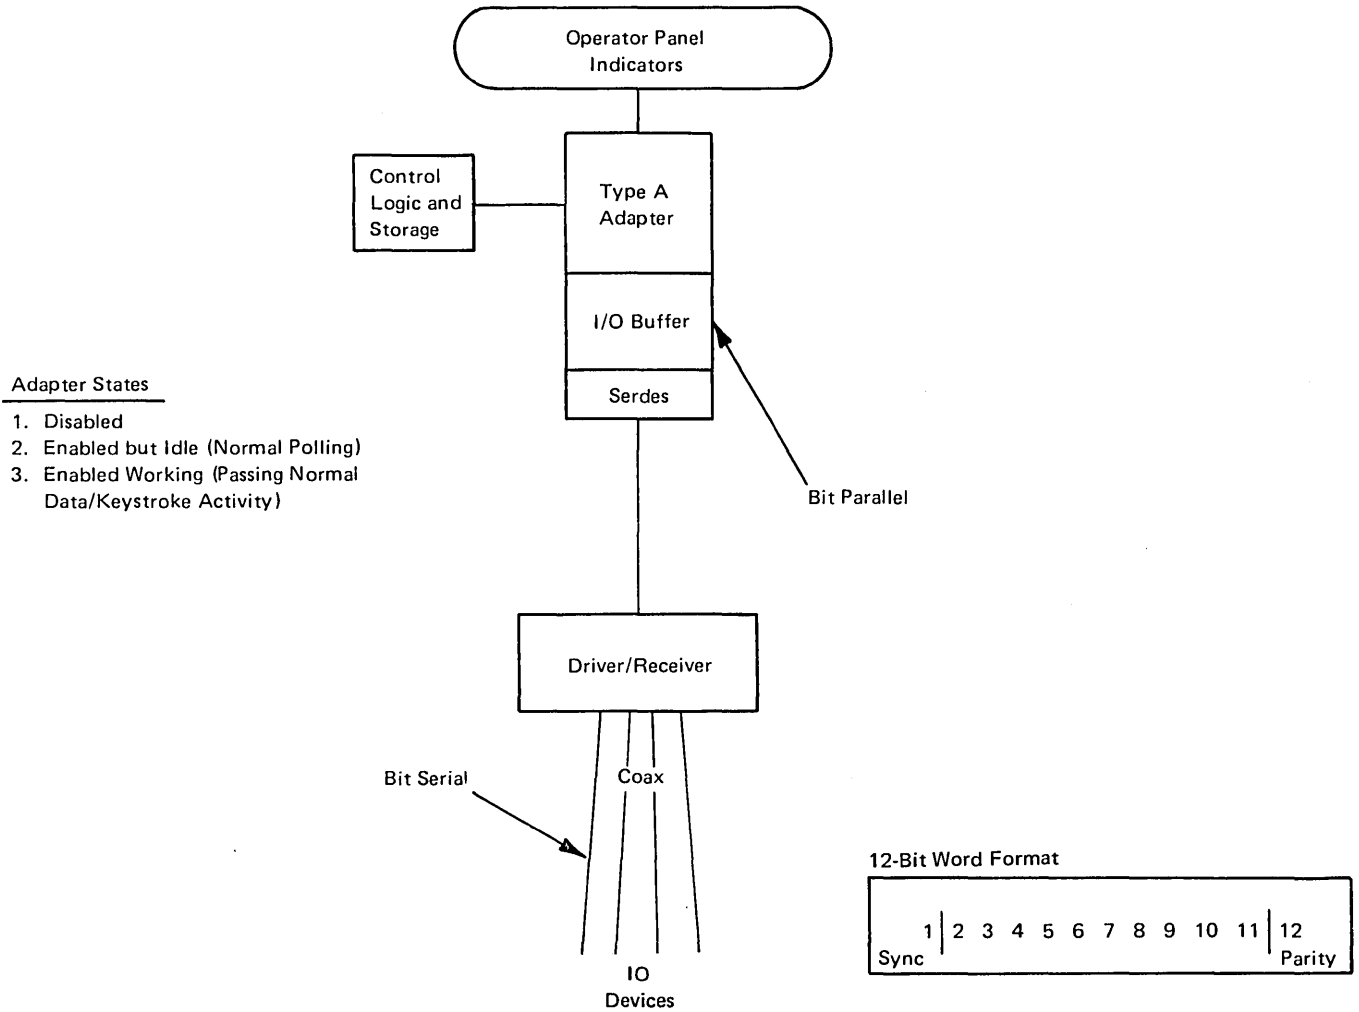 Operator Panel
Indicators
Control
Logic and
Storage
Type A
Adapter
I/O Buffer
Serdes
Adapter States
1. Disabled
2. Enabled but Idle (Normal Polling)
3. Enabled Working (Passing Normal
Data/Keystroke Activity)
Bit Parallel
Driver/Receiver
Bit Serial
Coax
IO
Devices
12-Bit Word Format
1 2 3 4 5 6 7 8 9 10 11 12
Sync Parity